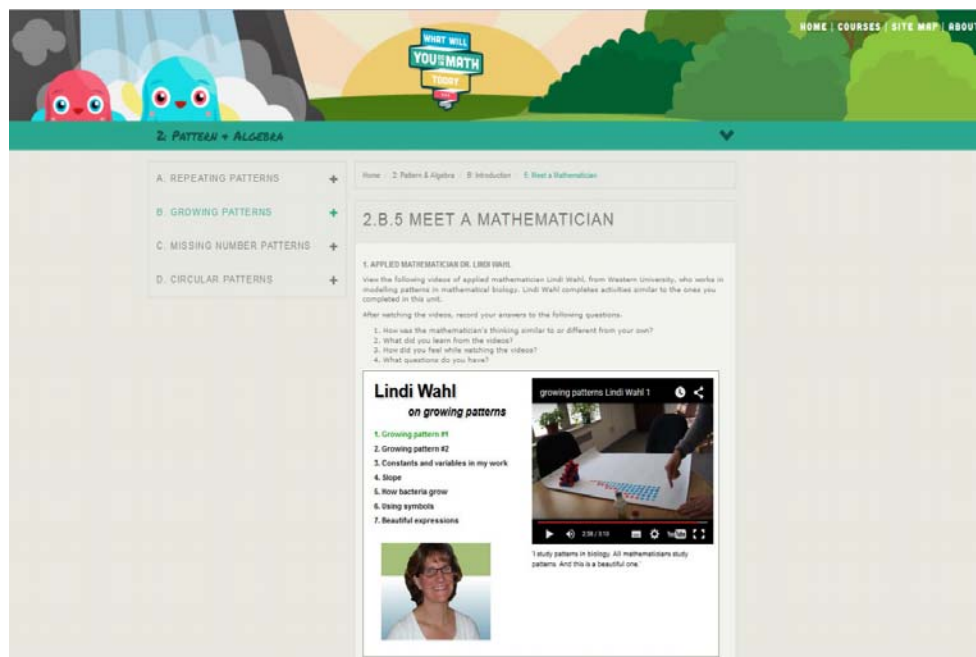 HOME | COURSES | SITE MAP | ABOUT
WHAT WILL
YOU DO IN MATH
TODAY
2: PATTERN + ALGEBRA
A: REPEATING PATTERNS +
B: GROWING PATTERNS +
C. MISSING NUMBER PATTERNS +
D. CIRCULAR PATTERNS +
Home 2: Pattern & Algebra B: Introduction 5: Meet a Mathematician
2.B.5 MEET A MATHEMATICIAN
1. APPLIED MATHEMATICIAN DR. LINDI WAHL
View the following videos of applied mathematician Lindi Wahl, from Western University, who works in
modelling patterns in mathematical biology. Lindi Wahl completes activities similar to the ones you
completed in this unit.
After watching the videos, record your answers to the following questions.
1. How was the mathematician's thinking similar to or different from your own?
2. What did you learn from the videos?
3. How did you feel while watching the videos?
4. What questions do you have?
Lindi Wahl
on growing patterns
1. Growing pattern #1
2. Growing pattern #2
3. Constants and variables in my work
4. Slope
5. How bacteria grow
6. Using symbols
7. Beautiful expressions
growing patterns Lindi Wahl 1
YouTube
'I study patterns in biology. All mathematicians study
patterns. And this is a beautiful one.'